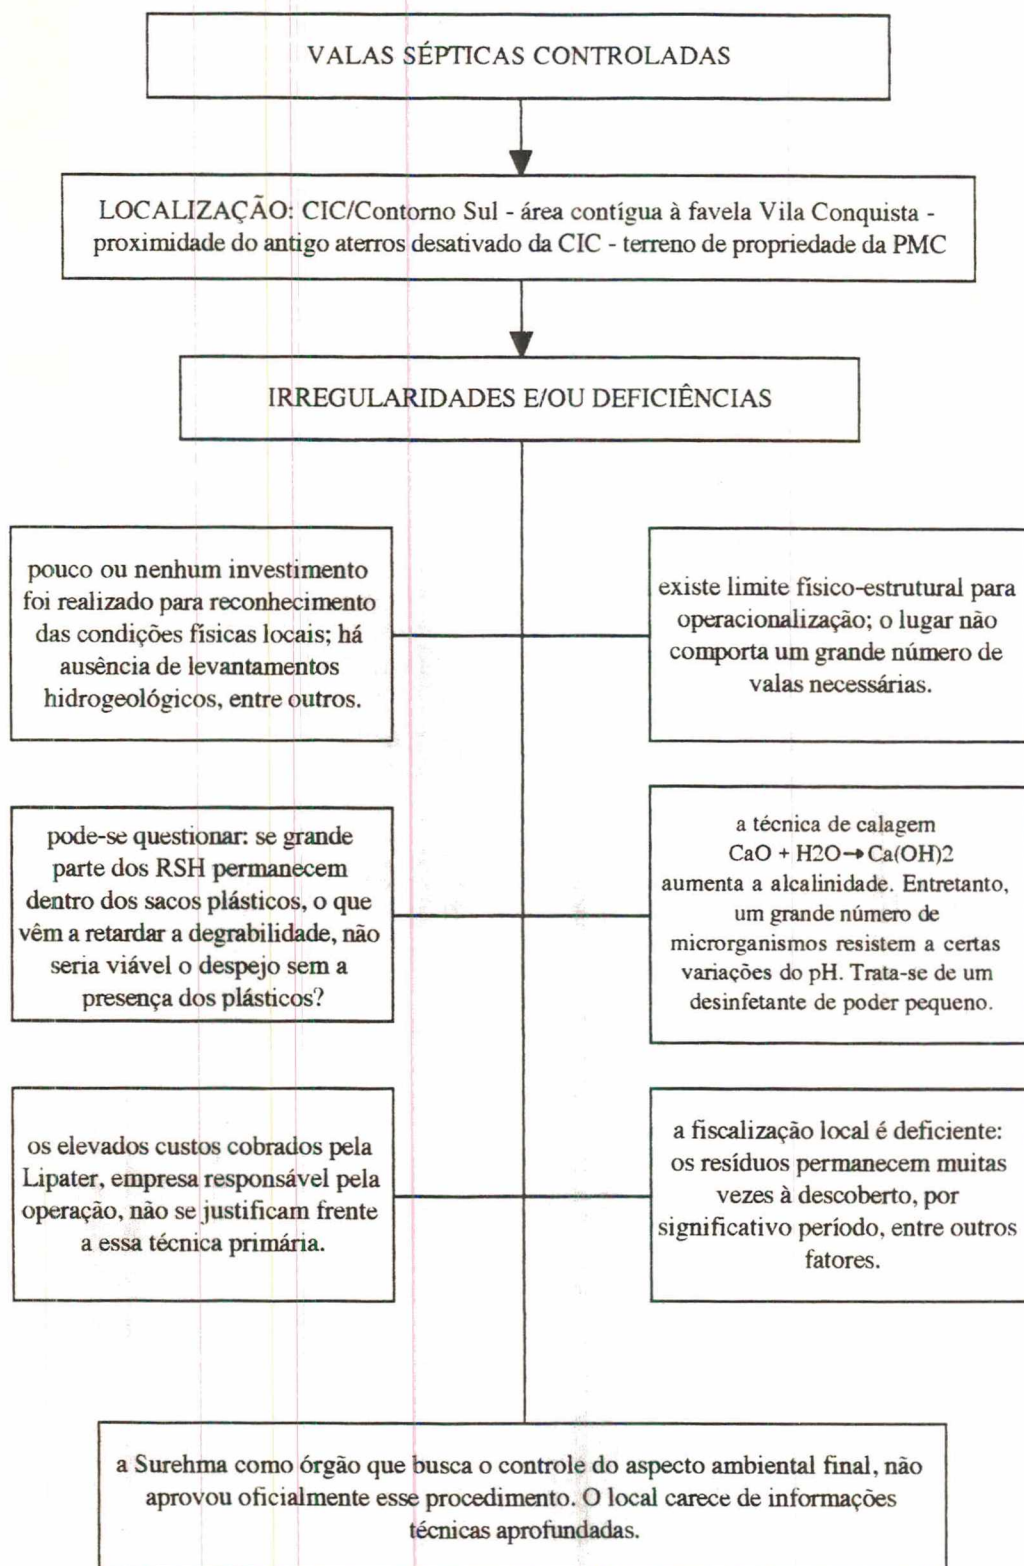 VALAS SÉPTICAS CONTROLADAS
LOCALIZAÇÃO: CIC/Contorno Sul - área contígua à favela Vila Conquista -
proximidade do antigo aterros desativado da CIC - terreno de propriedade da PMC
IRREGULARIDADES E/OU DEFICIÊNCIAS
pouco ou nenhum investimento
foi realizado para reconhecimento
das condições físicas locais; há
ausência de levantamentos
hidrogeológicos, entre outros.
existe limite físico-estrutural para
operacionalização; o lugar não
comporta um grande número de
valas necessárias.
pode-se questionar: se grande
parte dos RSH permanecem
dentro dos sacos plásticos, o que
vêm a retardar a degrabilidade, não
seria viável o despejo sem a
presença dos plásticos?
a técnica de calagem
CaO + H2O→Ca(OH)2
aumenta a alcalinidade. Entretanto,
um grande número de
microrganismos resistem a certas
variações do pH. Trata-se de um
desinfetante de poder pequeno.
os elevados custos cobrados pela
Lipater, empresa responsável pela
operação, não se justificam frente
a essa técnica primária.
a fiscalização local é deficiente:
os resíduos permanecem muitas
vezes à descoberto, por
significativo período, entre outros
fatores.
a Surehma como órgão que busca o controle do aspecto ambiental final, não
aprovou oficialmente esse procedimento. O local carece de informações
técnicas aprofundadas.